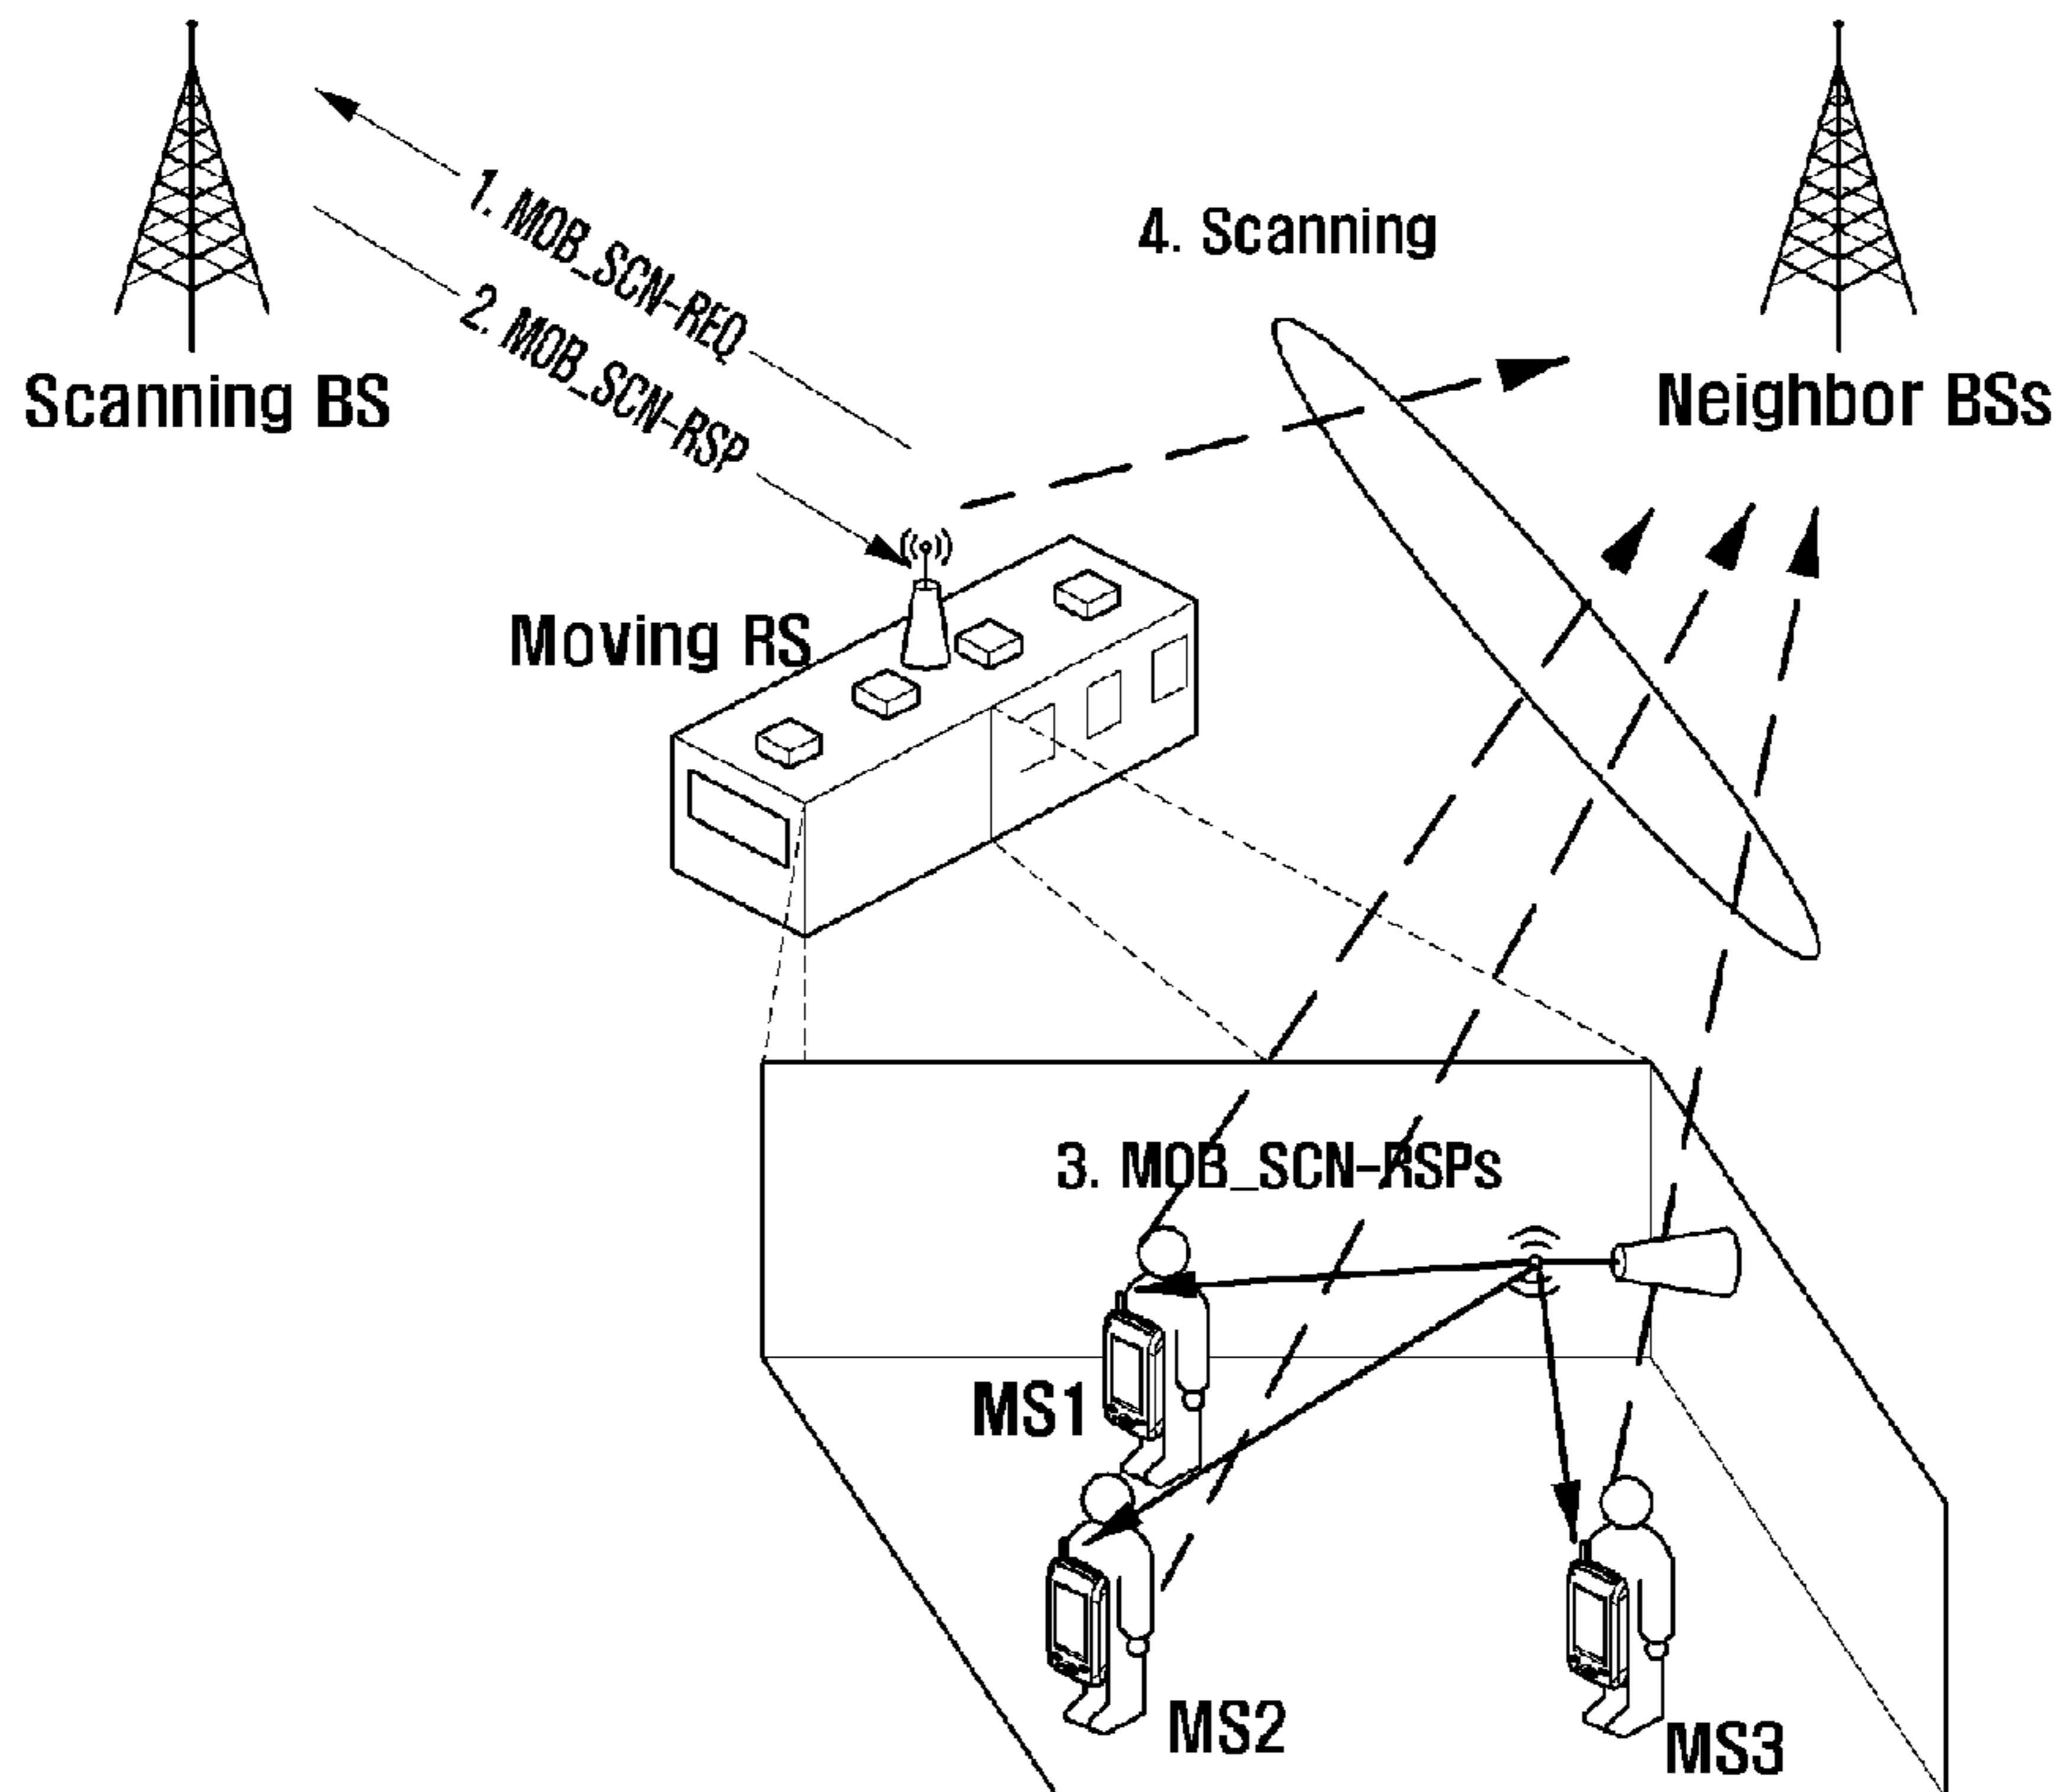 1. MOB_SCN-REQ
2. MOB_SCN-RSP
4. Scanning
Scanning BS
Neighbor BSs
Moving RS
3. MOB_SCN-RSPs
MS1
MS2
MS3